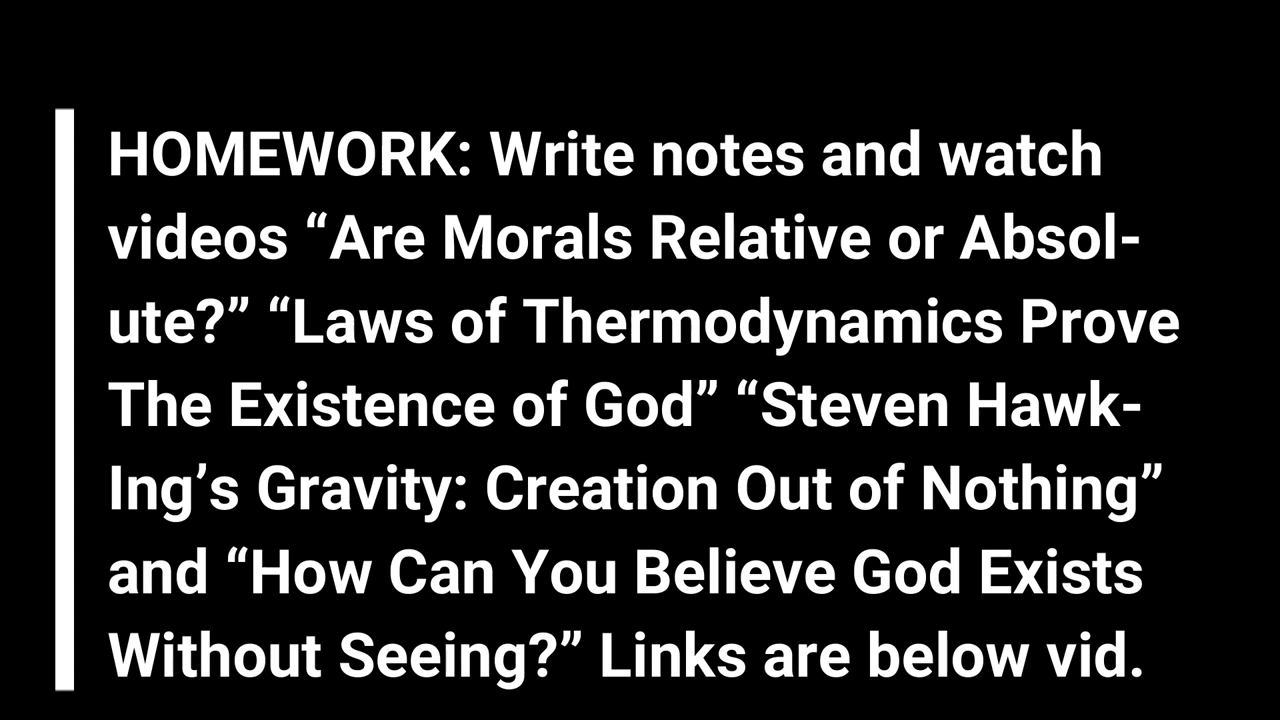 HOMEWORK: Write notes and watch
videos “Are Morals Relative or Absol-
ute?” “Laws of Thermodynamics Prove
The Existence of God” “Steven Hawk-
Ing’s Gravity: Creation Out of Nothing”
and “How Can You Believe God Exists
Without Seeing?” Links are below vid.